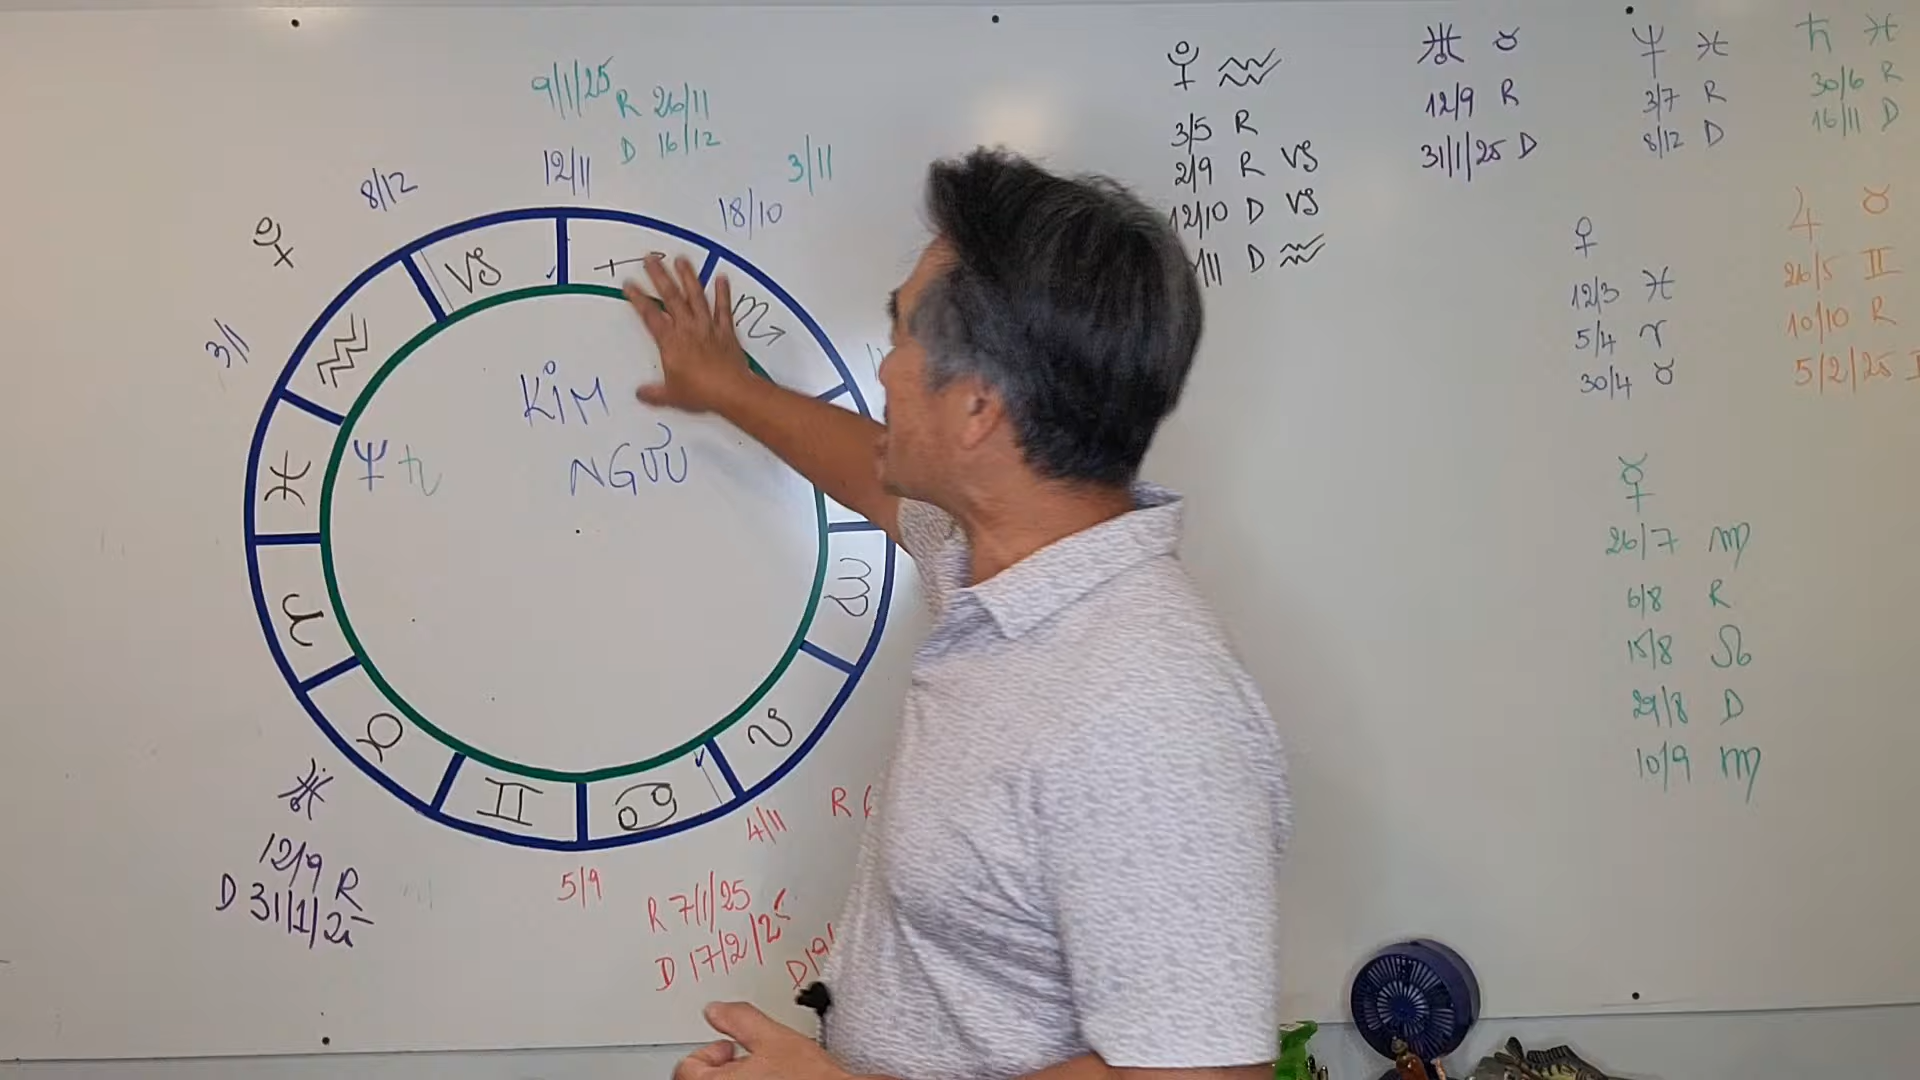 9/1/25
R 26/11
D 16/12
12/11
3/11
8/12
18/10
3/1
KIM
NGƯU
4/11
R
5/9
R 7/1/25
D 17/2/25
12/9 R
D 31/1/25
♇ ♒
3/5 R
2/9 R ♑
12/10 D ♑
D ♒
♅ ♉
12/9 R
31/1/25 D
♆ ♓
3/7 R
8/12 D
♄ ♓
30/6 R
16/11 D
♀
12/3 ♓
5/4 ♈
30/4 ♉
♃ ♉
26/5 ♊
10/10 R
5/2/25
☿
26/7 ♍
6/8 R
15/8 ♌
29/8 D
10/9 ♍
♑
♐
♏
♒
♓
♆ ♄
♈
♉
♊
♋
♌
♍
♇
♅